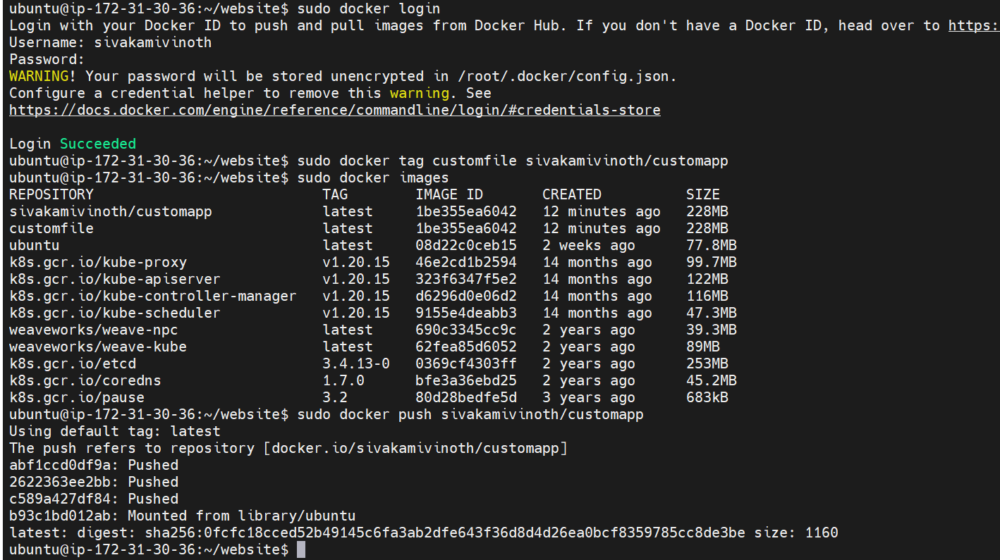 ubuntu@ip-172-31-30-36:~/website$ sudo docker login
Login with your Docker ID to push and pull images from Docker Hub. If you don't have a Docker ID, head over to https:
Username: sivakamivinoth
Password:
WARNING! Your password will be stored unencrypted in /root/.docker/config.json.
Configure a credential helper to remove this warning. See
https://docs.docker.com/engine/reference/commandline/login/#credentials-store
Login Succeeded
ubuntu@ip-172-31-30-36:~/website$ sudo docker tag customfile sivakamivinoth/customapp
ubuntu@ip-172-31-30-36:~/website$ sudo docker images
REPOSITORY TAG IMAGE ID CREATED SIZE
sivakamivinoth/customapp latest 1be355ea6042 12 minutes ago 228MB
customfile latest 1be355ea6042 12 minutes ago 228MB
ubuntu latest 08d22c0ceb15 2 weeks ago 77.8MB
k8s.gcr.io/kube-proxy v1.20.15 46e2cd1b2594 14 months ago 99.7MB
k8s.gcr.io/kube-apiserver v1.20.15 323f6347f5e2 14 months ago 122MB
k8s.gcr.io/kube-controller-manager v1.20.15 d6296d0e06d2 14 months ago 116MB
k8s.gcr.io/kube-scheduler v1.20.15 9155e4deabb3 14 months ago 47.3MB
weaveworks/weave-npc latest 690c3345cc9c 2 years ago 39.3MB
weaveworks/weave-kube latest 62fea85d6052 2 years ago 89MB
k8s.gcr.io/etcd 3.4.13-0 0369cf4303ff 2 years ago 253MB
k8s.gcr.io/coredns 1.7.0 bfe3a36ebd25 2 years ago 45.2MB
k8s.gcr.io/pause 3.2 80d28bedfe5d 3 years ago 683kB
ubuntu@ip-172-31-30-36:~/website$ sudo docker push sivakamivinoth/customapp
Using default tag: latest
The push refers to repository [docker.io/sivakamivinoth/customapp]
abf1ccd0df9a: Pushed
2622363ee2bb: Pushed
c589a427df84: Pushed
b93c1bd012ab: Mounted from library/ubuntu
latest: digest: sha256:0fcfc18cced52b49145c6fa3ab2dfe643f36d8d4d26ea0bcf8359785cc8de3be size: 1160
ubuntu@ip-172-31-30-36:~/website$